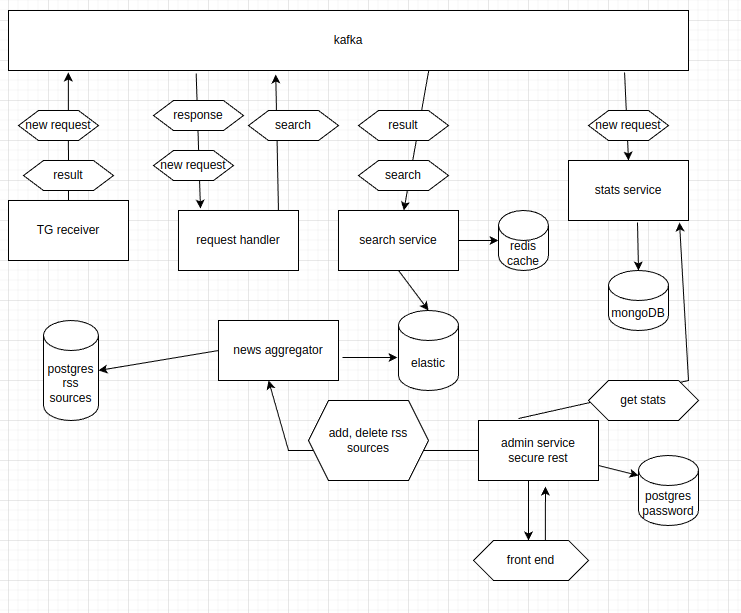 kafka
new request
response
search
result
new request
result
new request
search
TG receiver
request handler
search service
redis
cache
stats service
mongoDB
postgres
rss
sources
news aggregator
elastic
get stats
add, delete rss
sources
admin service
secure rest
postgres
password
front end